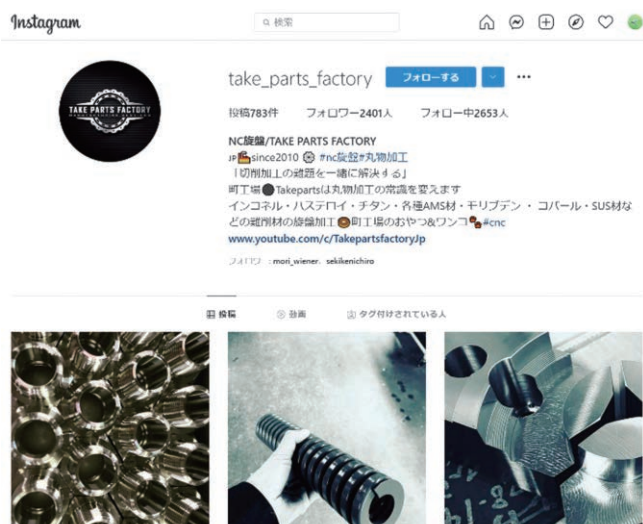 Instagram
検索
take_parts_factory
フォローする
投稿783件 フォロワー2401人 フォロー中2653人
TAKE PARTS FACTORY
NC旋盤/TAKE PARTS FACTORY
JP since2010 #nc旋盤#丸物加工
「切削加工の難題を一緒に解決する」
町工場●Takepartsは丸物加工の常識を変えます
インコネル・ハステロイ・チタン・各種AMS材・モリブデン・コバール・SUS材な
どの難削材の旋盤加工 町工場のおやつ&ワンコ #cnc
www.youtube.com/c/TakepartsfactoryJp
フォロワー: mori_wiener、sekikenichiro
投稿 動画 タグ付けされている人